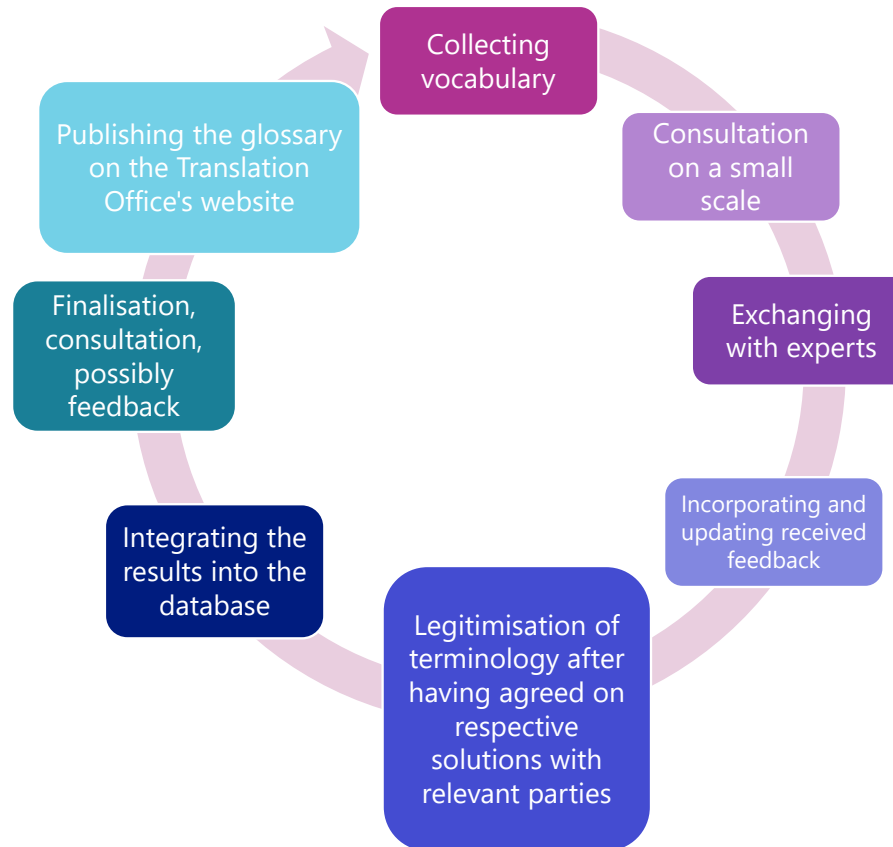 Collecting
vocabulary
Consultation
on a small
scale
Exchanging
with experts
Incorporating and
updating received
feedback
Legitimisation of
terminology after
having agreed on
respective
solutions with
relevant parties
Integrating the
results into the
database
Finalisation,
consultation,
possibly
feedback
Publishing the glossary
on the Translation
Office's website